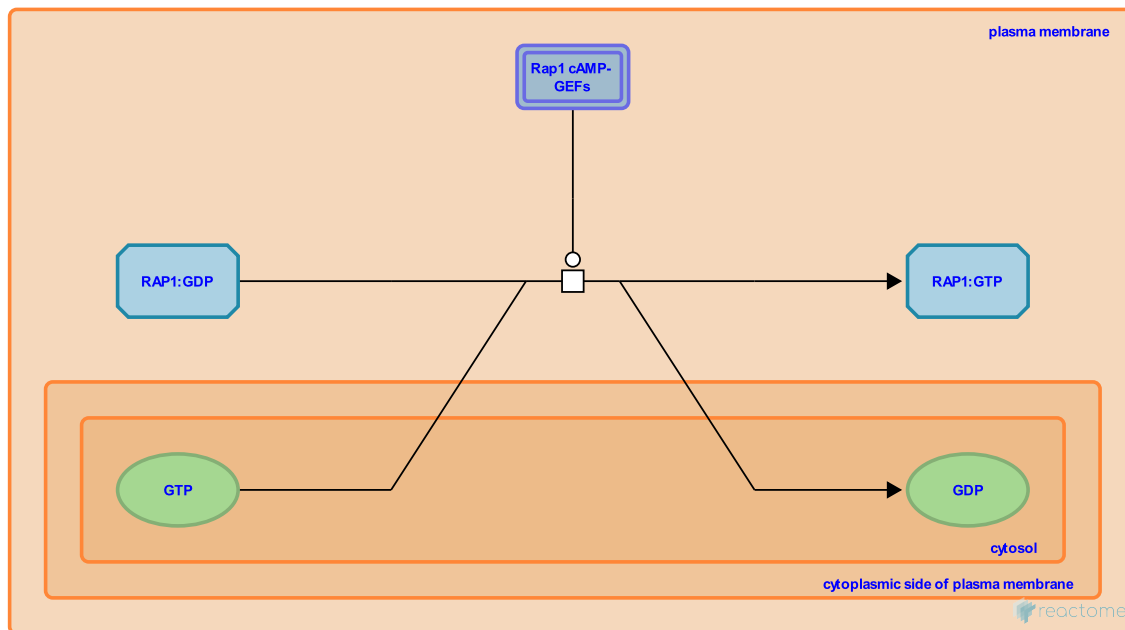 plasma membrane
Rap1 cAMP-
GEFs
RAP1:GDP
RAP1:GTP
GTP
GDP
cytosol
cytoplasmic side of plasma membrane
reactome